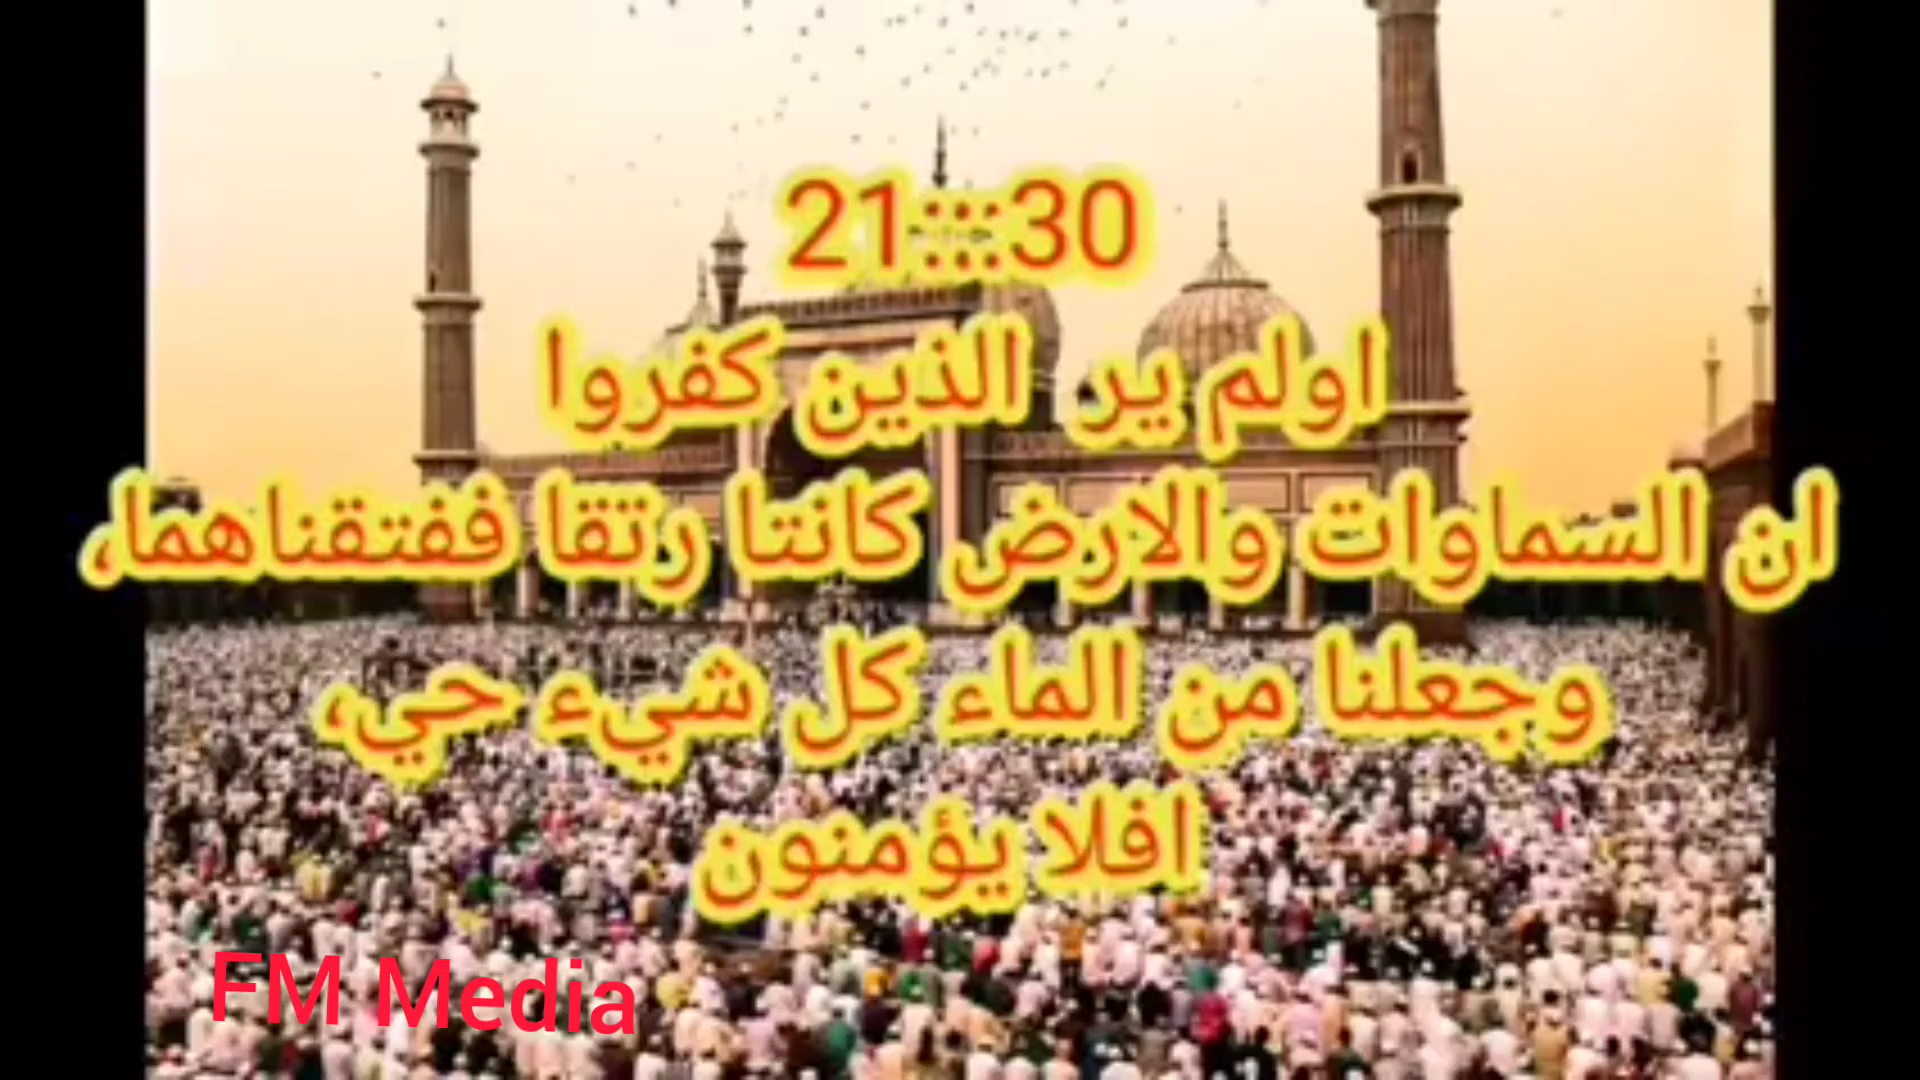 21:::30
اولم ير الذين كفروا
ان السماوات والارض كانتا رتقا ففتقناهما،
وجعلنا من الماء كل شيء حي،
افلا يؤمنون
FM Media